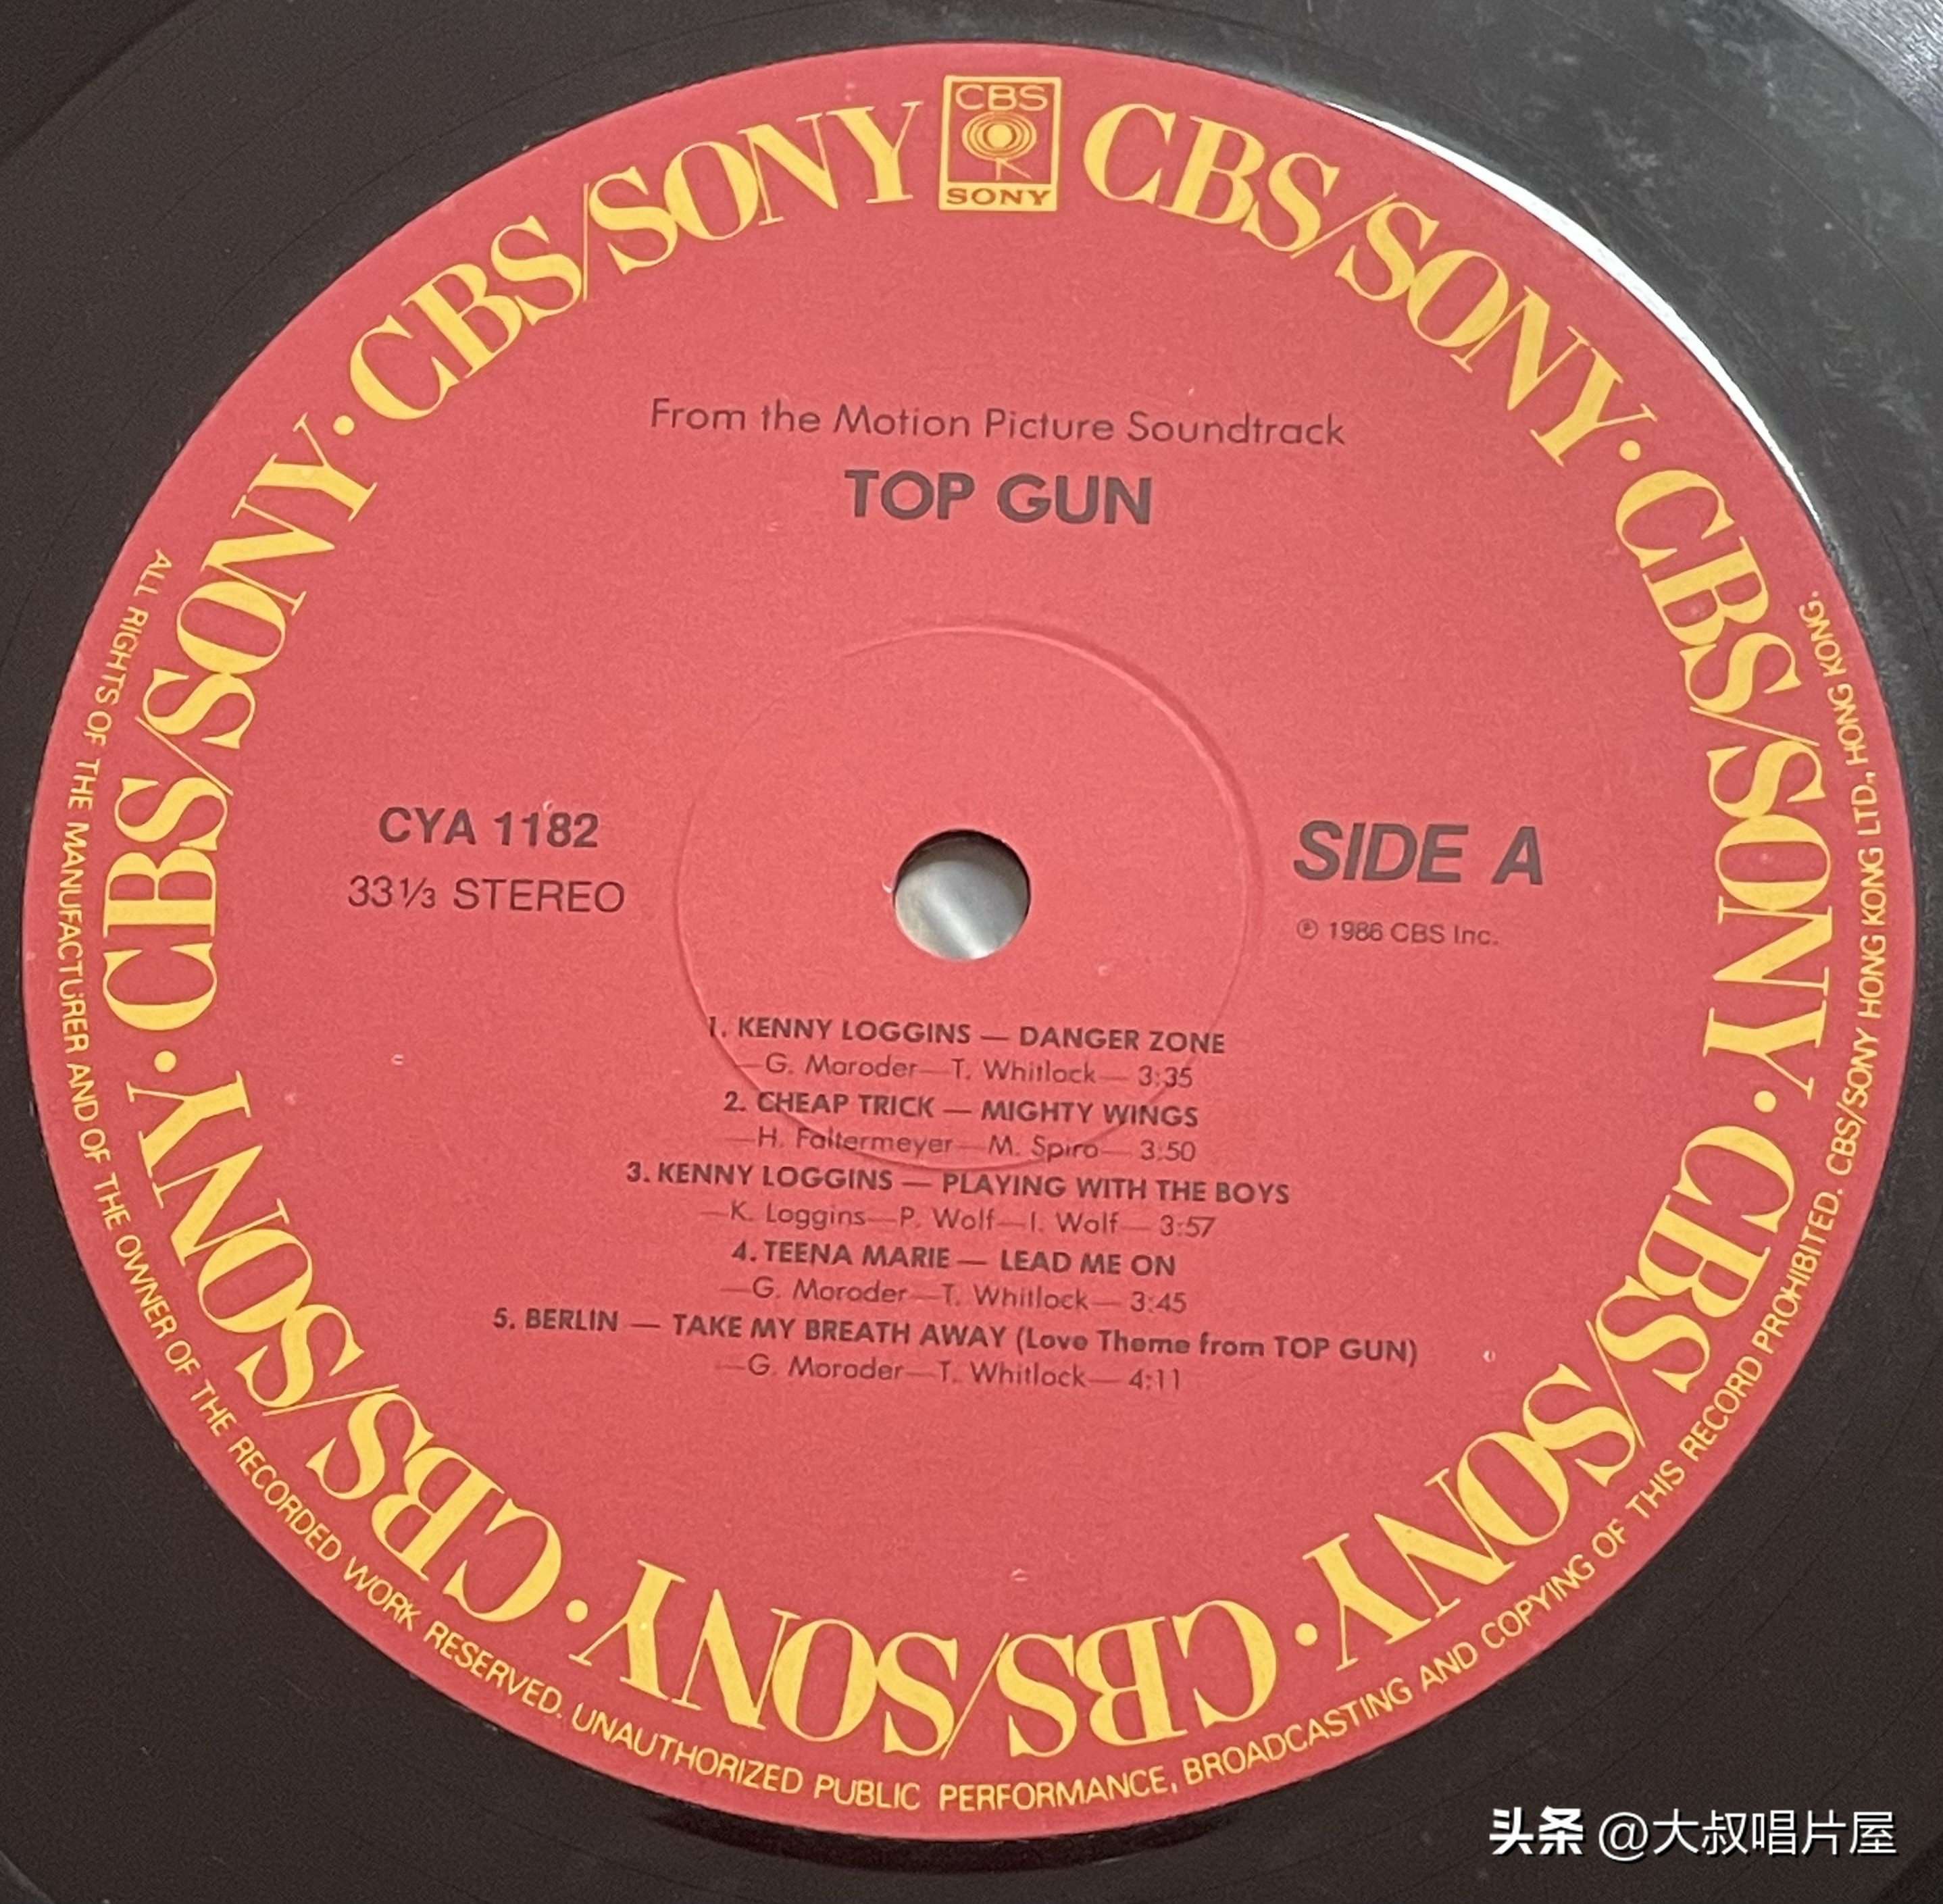 CBS
SONY
CBS/SONY · CBS/SONY · CBS/SONY · CBS/SONY · CBS/SONY · CBS/SONY · CBS/SONY
From the Motion Picture Soundtrack
TOP GUN
CYA 1182
33⅓ STEREO
SIDE A
℗ 1986 CBS Inc.
1. KENNY LOGGINS — DANGER ZONE
—G. Moroder—T. Whitlock— 3:35
2. CHEAP TRICK — MIGHTY WINGS
—H. Faltermeyer—M. Spiro— 3:50
3. KENNY LOGGINS — PLAYING WITH THE BOYS
—K. Loggins—P. Wolf—I. Wolf— 3:57
4. TEENA MARIE — LEAD ME ON
—G. Moroder—T. Whitlock— 3:45
5. BERLIN — TAKE MY BREATH AWAY (Love Theme from TOP GUN)
—G. Moroder—T. Whitlock— 4:11
ALL RIGHTS OF THE MANUFACTURER AND OF THE OWNER OF THE RECORDED WORK RESERVED. UNAUTHORIZED PUBLIC PERFORMANCE, BROADCASTING AND COPYING OF THIS RECORD PROHIBITED. CBS/SONY HONG KONG LTD., HONG KONG.
头条 @大叔唱片屋